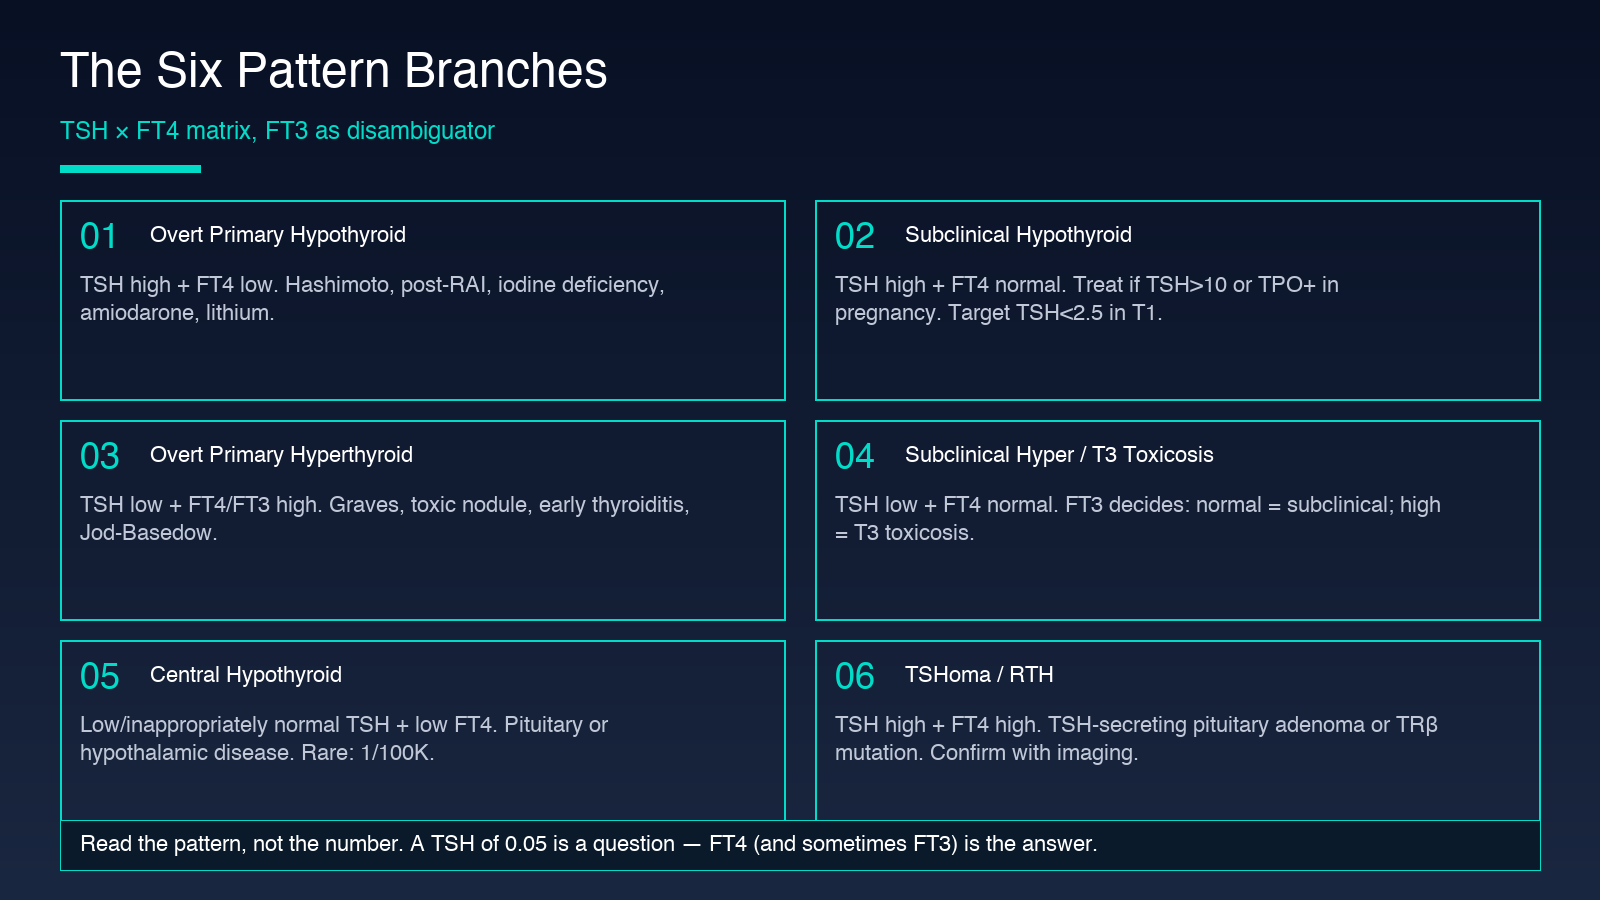 The Six Pattern Branches
TSH × FT4 matrix, FT3 as disambiguator
01 Overt Primary Hypothyroid
TSH high + FT4 low. Hashimoto, post-RAI, iodine deficiency,
amiodarone, lithium.
02 Subclinical Hypothyroid
TSH high + FT4 normal. Treat if TSH>10 or TPO+ in
pregnancy. Target TSH<2.5 in T1.
03 Overt Primary Hyperthyroid
TSH low + FT4/FT3 high. Graves, toxic nodule, early thyroiditis,
Jod-Basedow.
04 Subclinical Hyper / T3 Toxicosis
TSH low + FT4 normal. FT3 decides: normal = subclinical; high
= T3 toxicosis.
05 Central Hypothyroid
Low/inappropriately normal TSH + low FT4. Pituitary or
hypothalamic disease. Rare: 1/100K.
06 TSHoma / RTH
TSH high + FT4 high. TSH-secreting pituitary adenoma or TRβ
mutation. Confirm with imaging.
Read the pattern, not the number. A TSH of 0.05 is a question — FT4 (and sometimes FT3) is the answer.